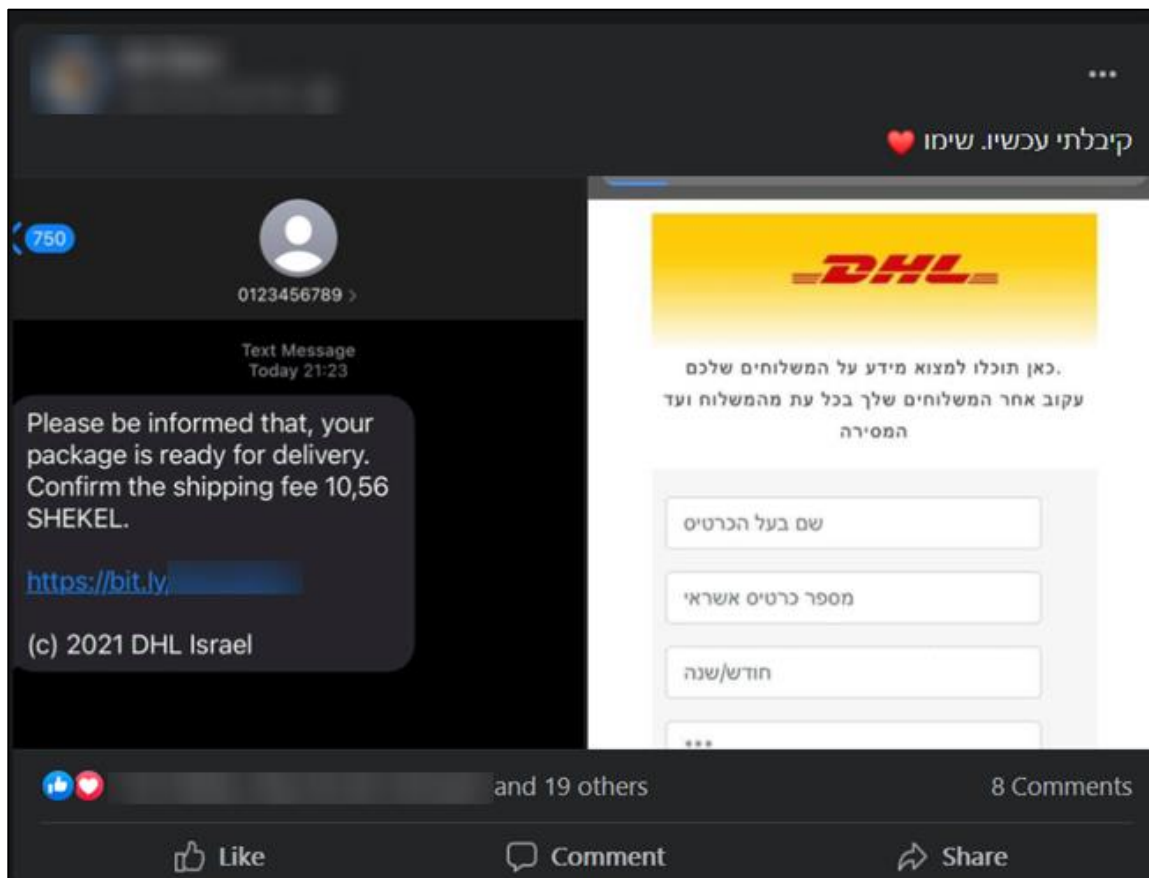 קיבלתי עכשיו. שימו ❤️
750
0123456789 >
Text Message
Today 21:23
Please be informed that, your
package is ready for delivery.
Confirm the shipping fee 10,56
SHEKEL.
https://bit.ly/
(c) 2021 DHL Israel
DHL
.כאן תוכלו למצוא מידע על המשלוחים שלכם
עקוב אחר המשלוחים שלך בכל עת מהמשלוח ועד
המסירה
שם בעל הכרטיס
מספר כרטיס אשראי
חודש/שנה
***
and 19 others
8 Comments
Like
Comment
Share